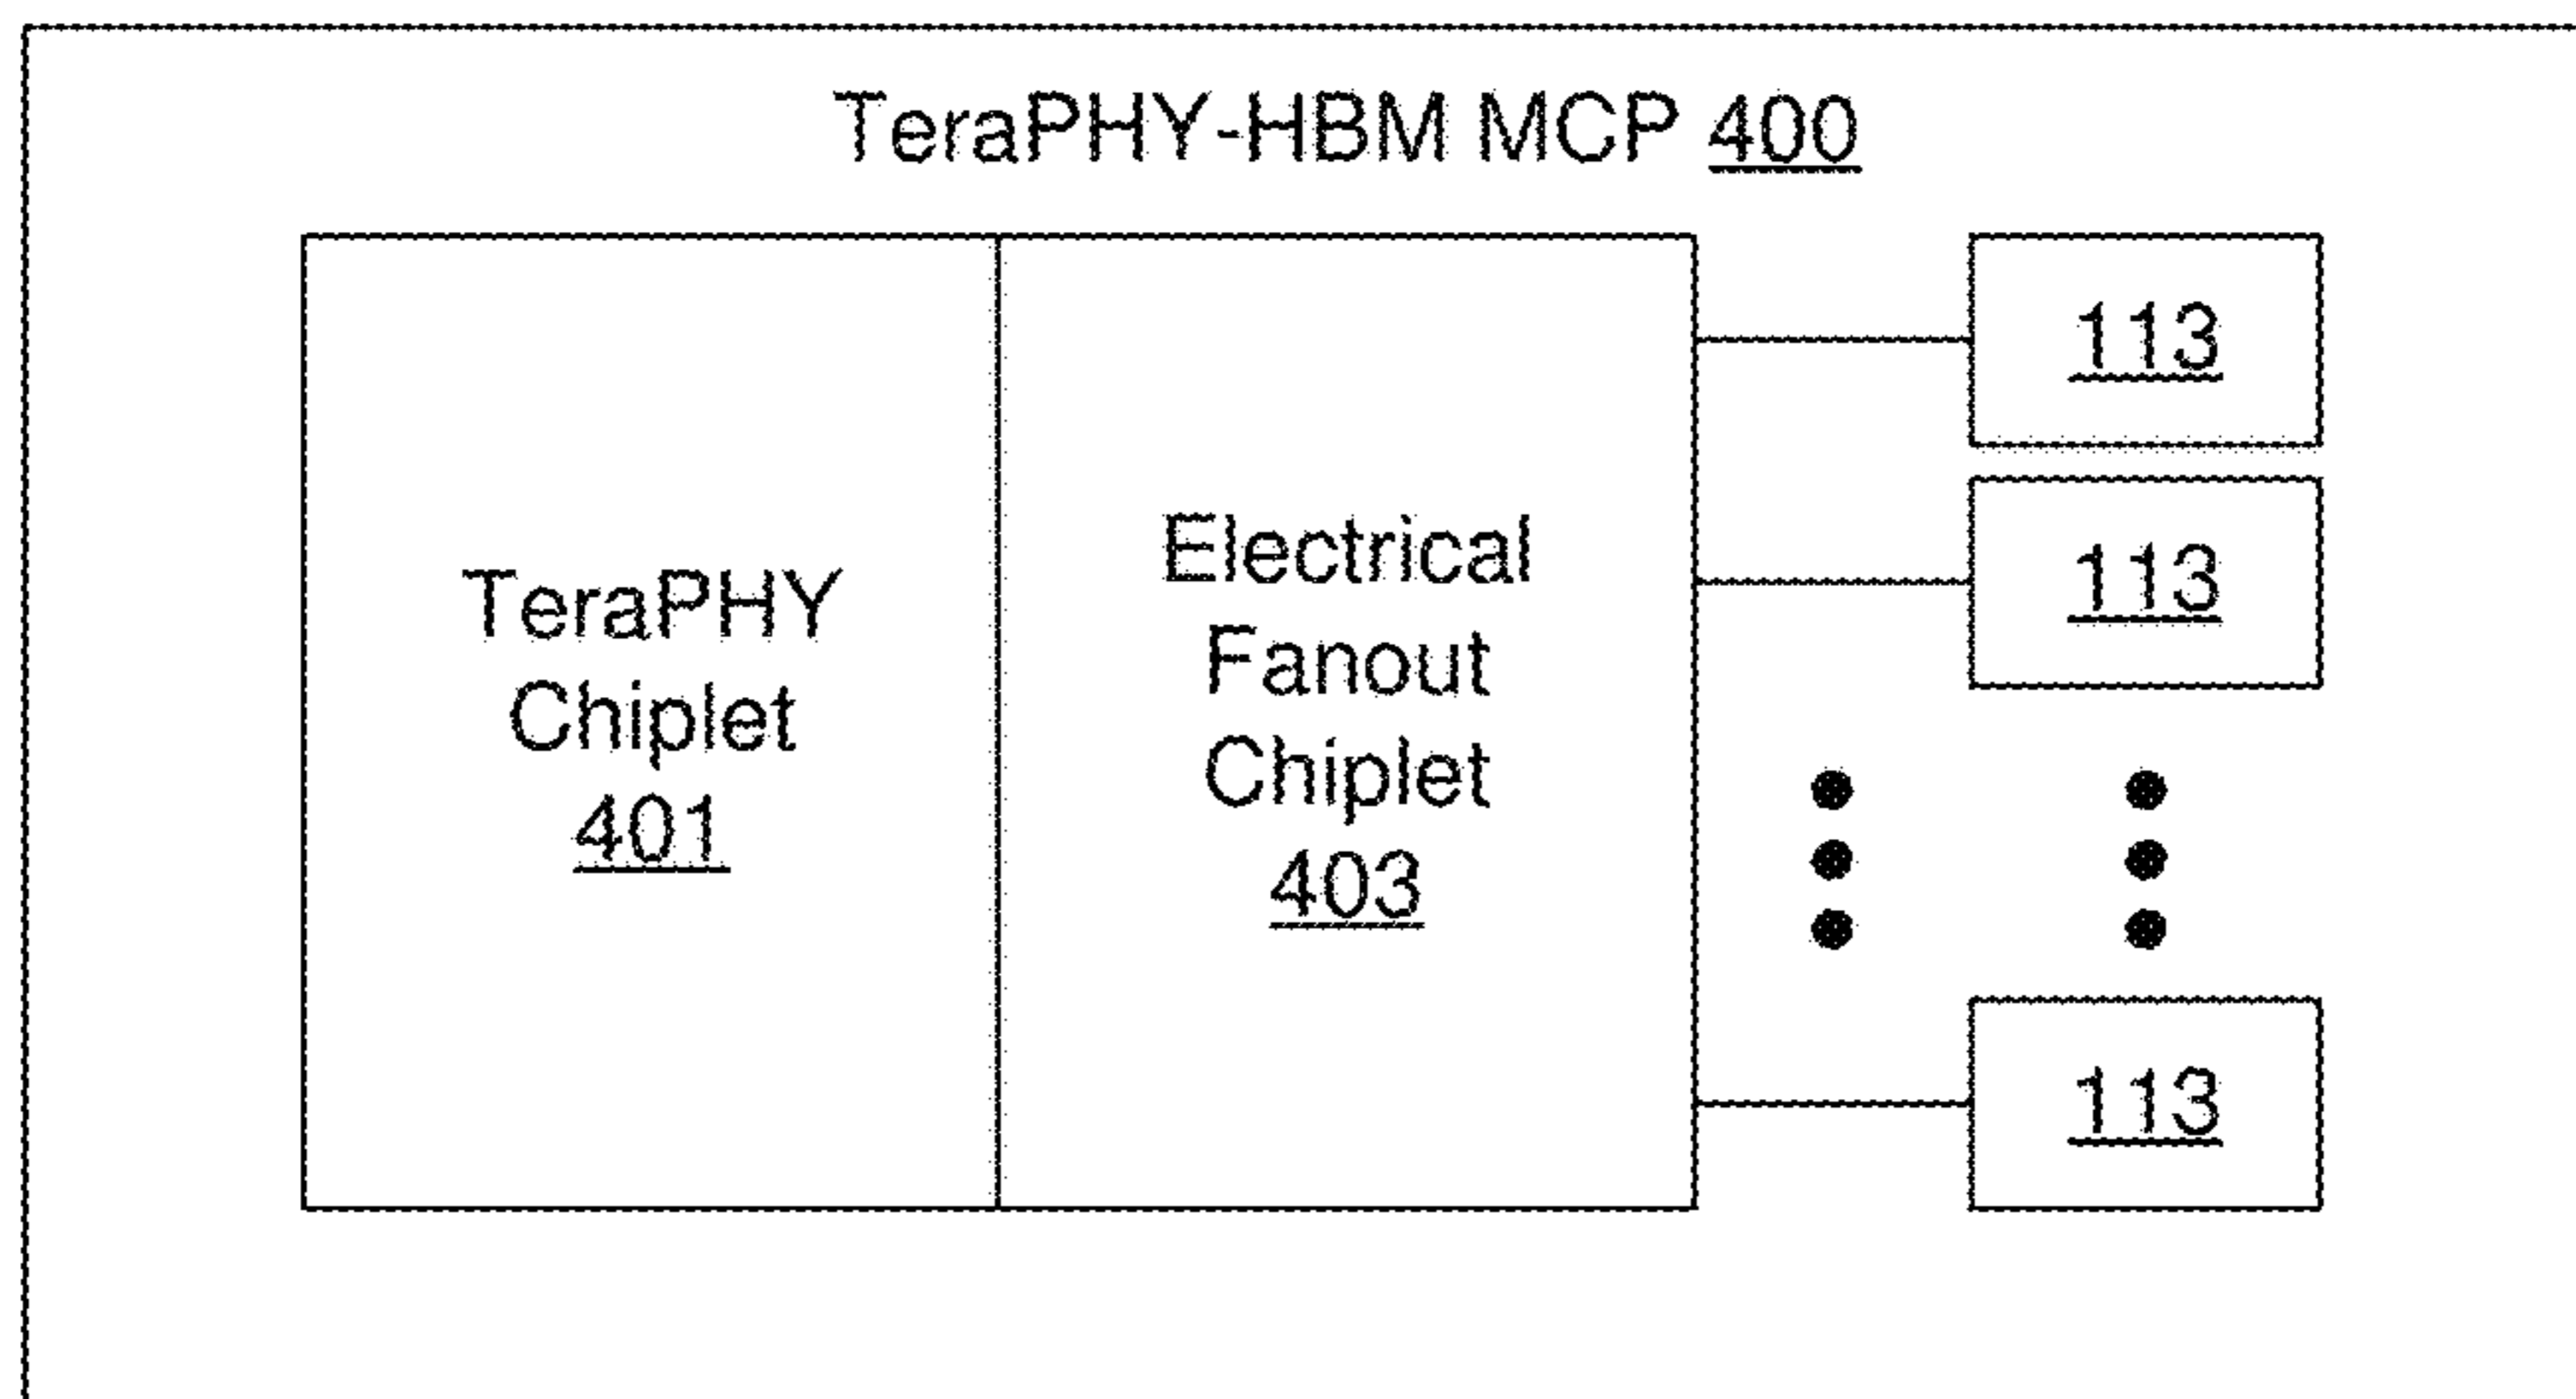 TeraPHY-HBM MCP 400
TeraPHY
Chiplet
401
Electrical
Fanout
Chiplet
403
113
113
113